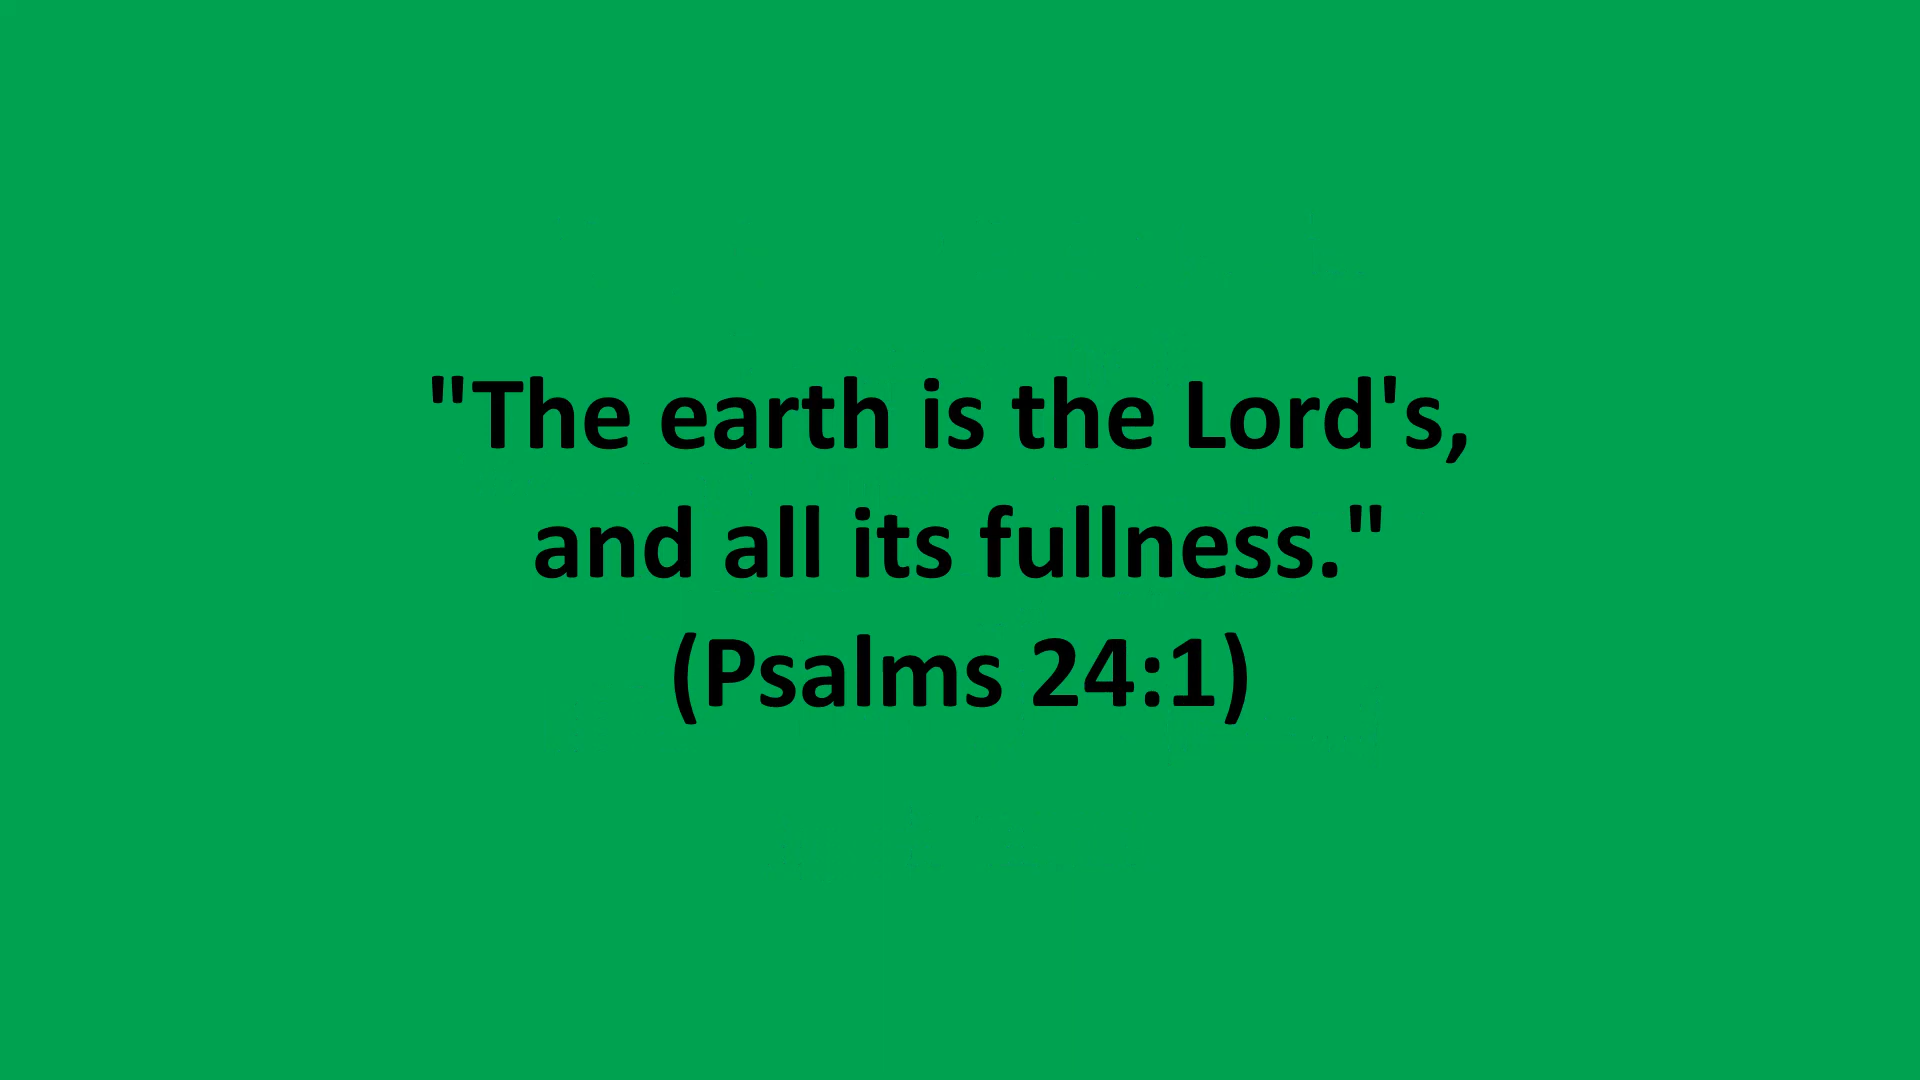 "The earth is the Lord's,
and all its fullness."
(Psalms 24:1)